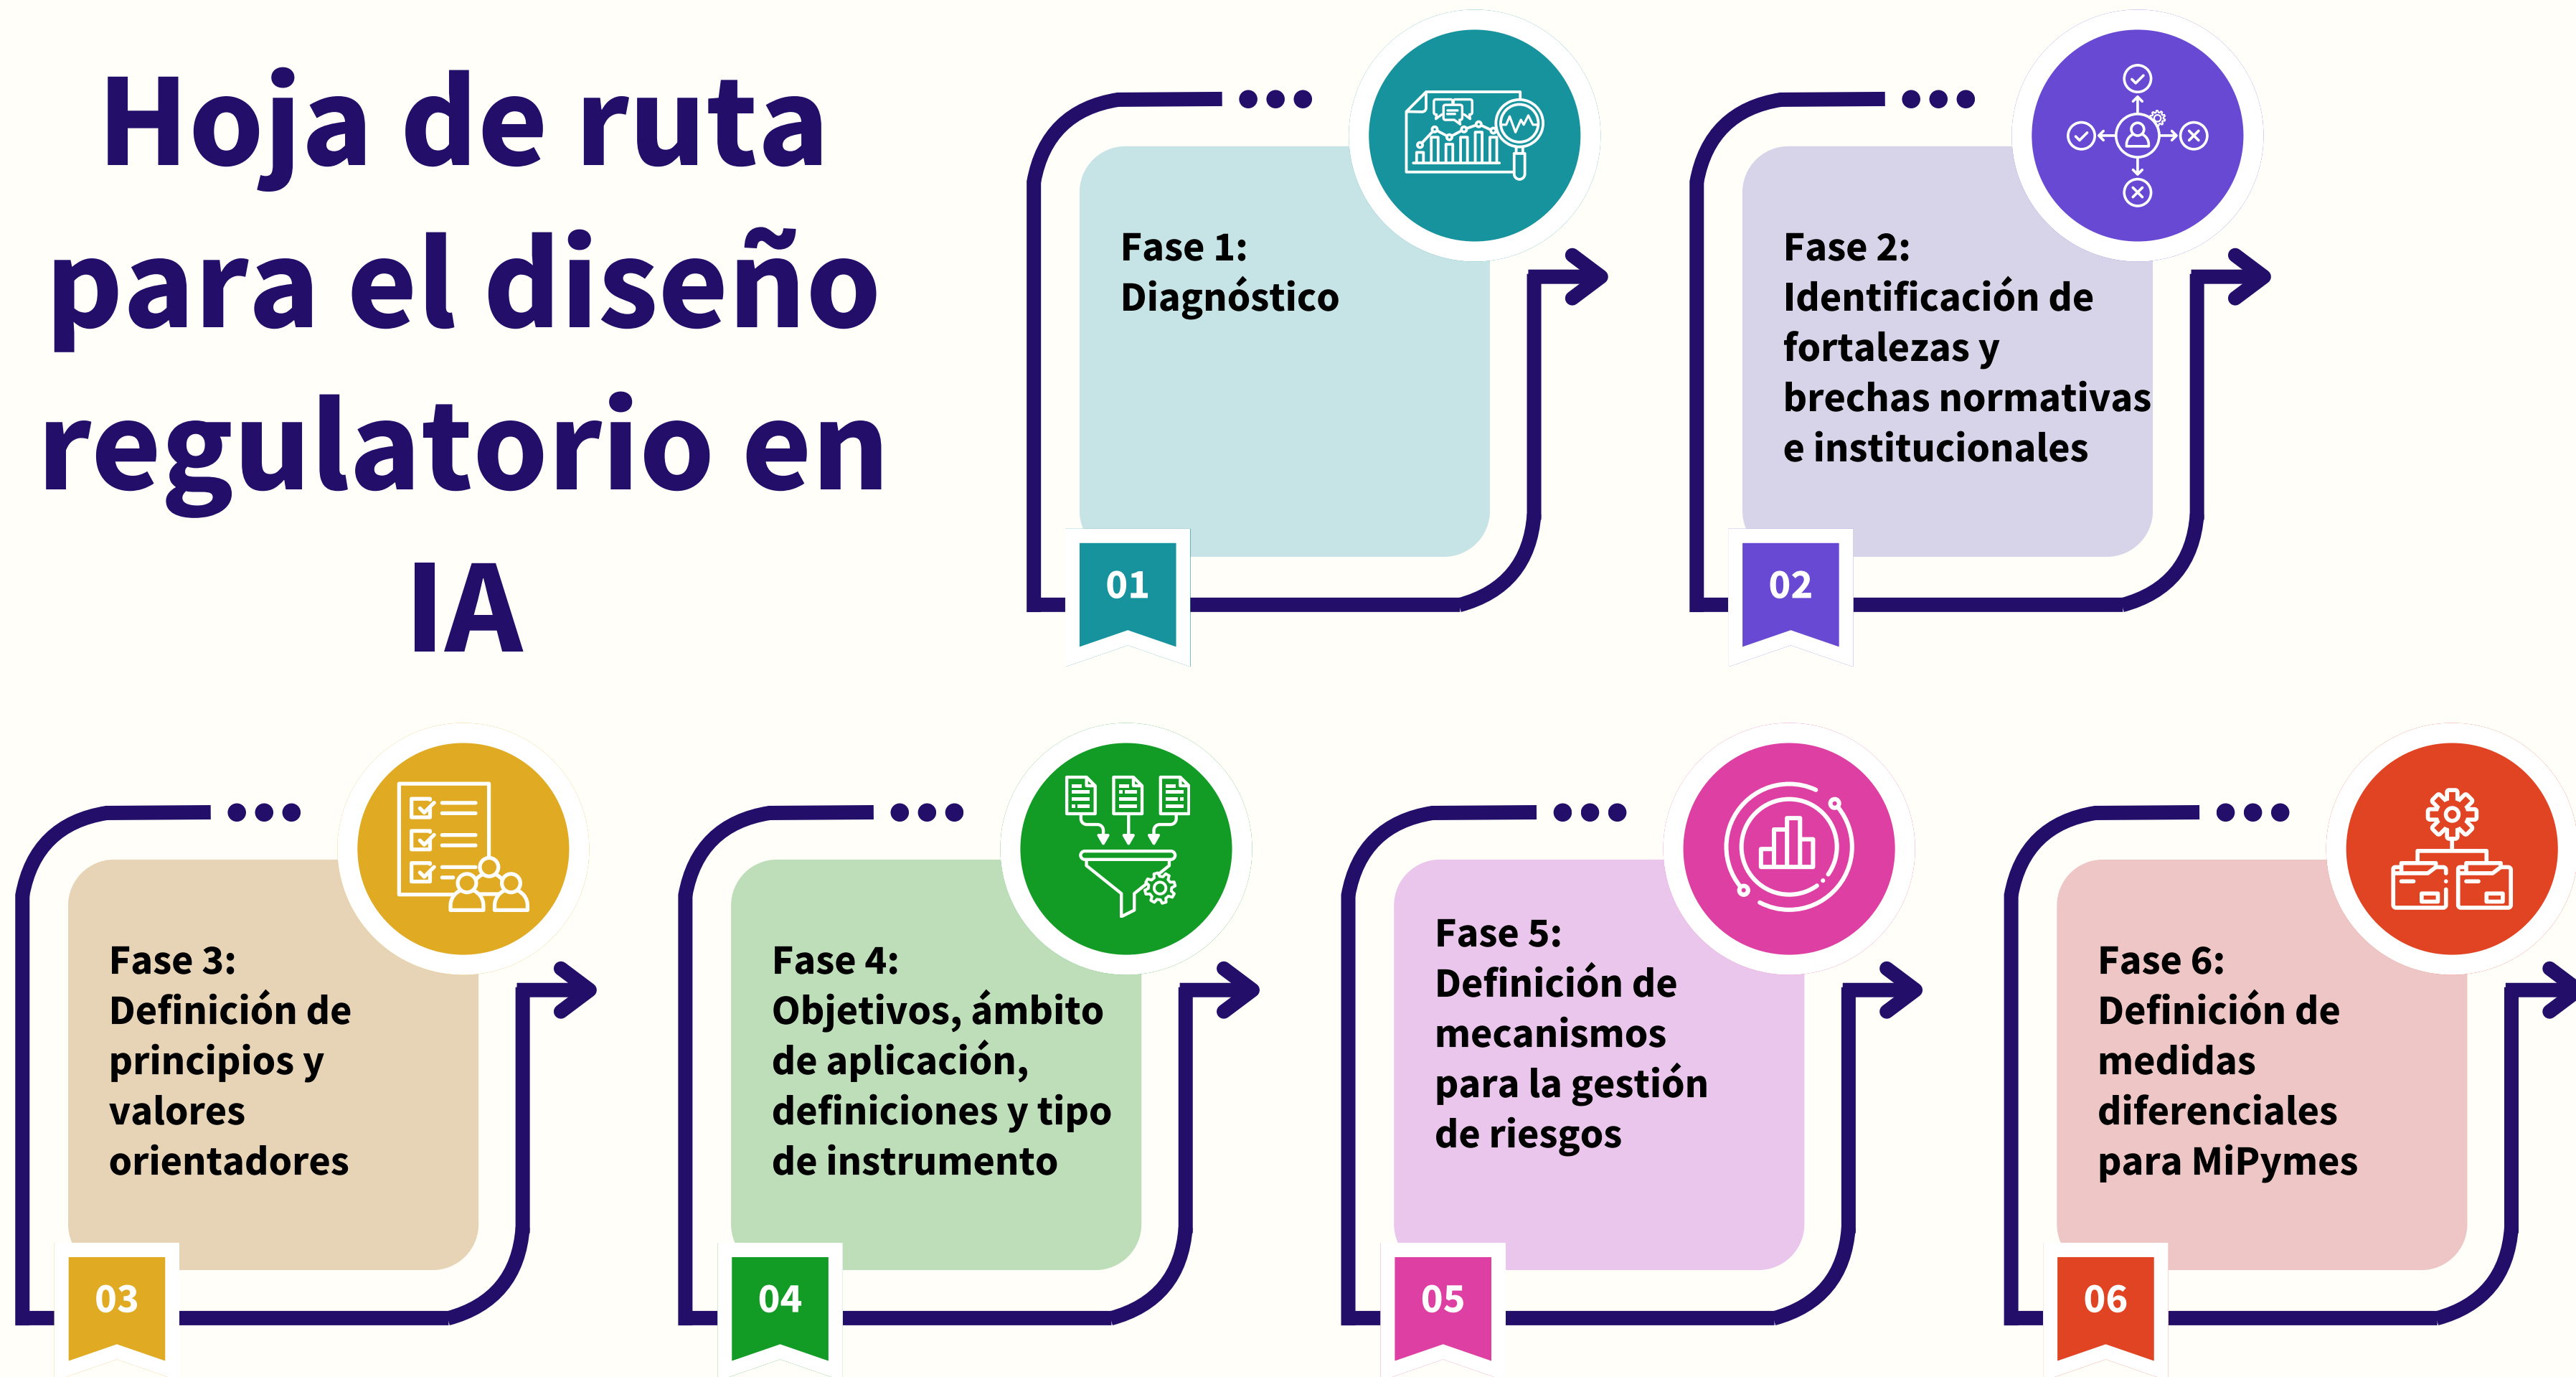 Hoja de ruta
para el diseño
regulatorio en
IA
Fase 1:
Diagnóstico
01
Fase 2:
Identificación de
fortalezas y
brechas normativas
e institucionales
02
Fase 3:
Definición de
principios y
valores
orientadores
03
Fase 4:
Objetivos, ámbito
de aplicación,
definiciones y tipo
de instrumento
04
Fase 5:
Definición de
mecanismos
para la gestión
de riesgos
05
Fase 6:
Definición de
medidas
diferenciales
para MiPymes
06